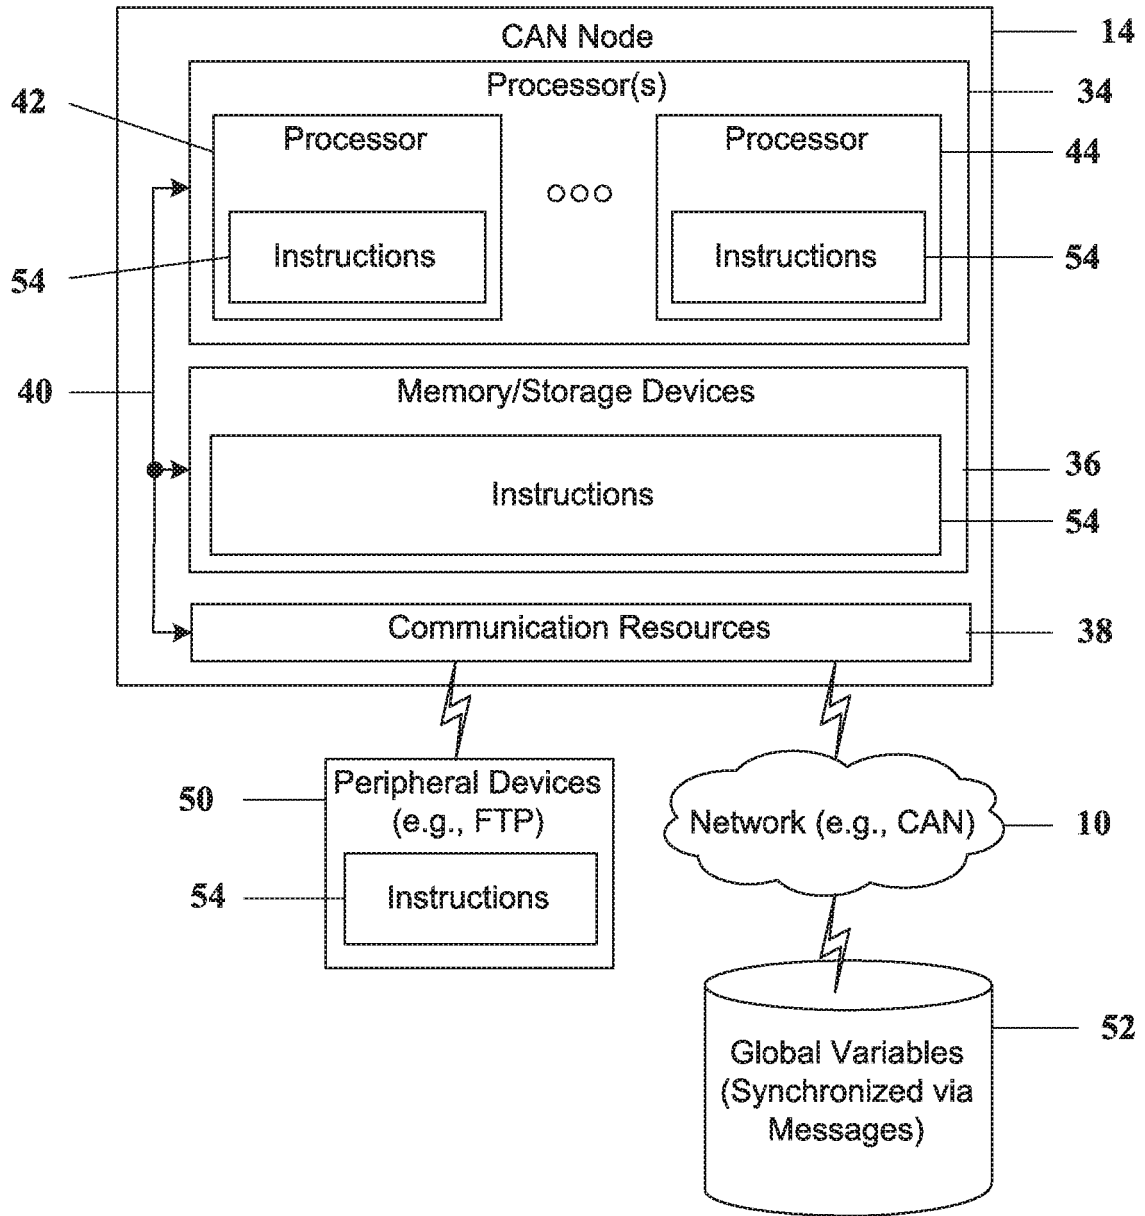 CAN Node
14
Processor(s)
34
42
Processor
Processor
44
Instructions
54
Instructions
54
40
Memory/Storage Devices
36
Instructions
54
Communication Resources
38
50
Peripheral Devices
(e.g., FTP)
54
Instructions
Network (e.g., CAN)
10
52
Global Variables
(Synchronized via
Messages)